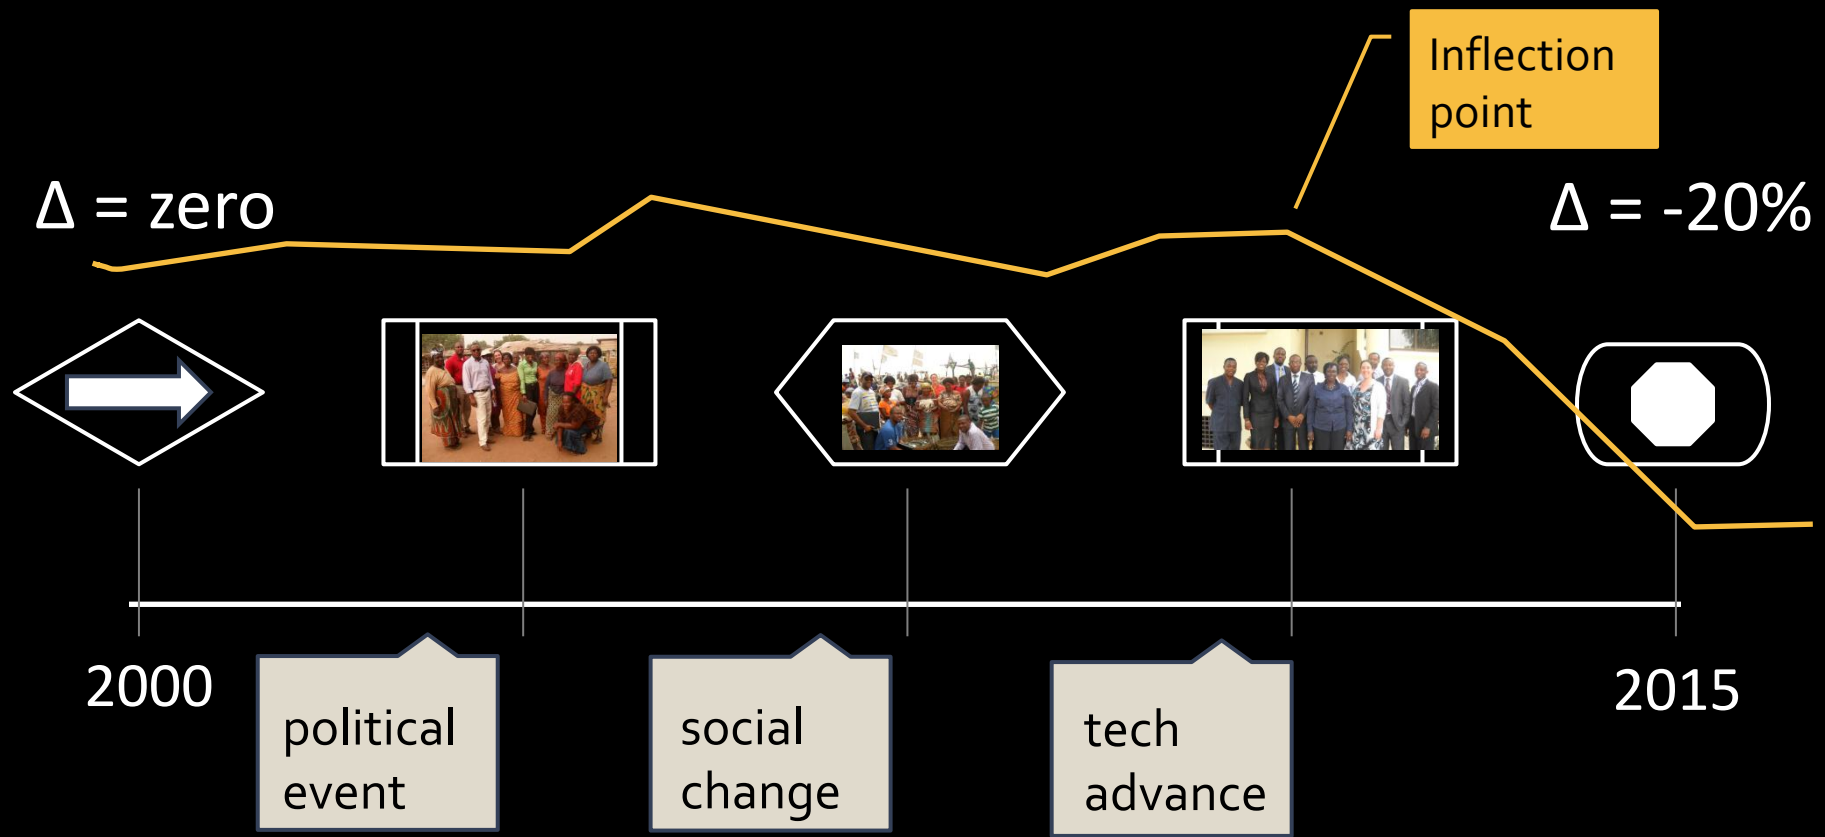 Inflection
point
Δ = zero
Δ = -20%
2000
2015
political
event
social
change
tech
advance